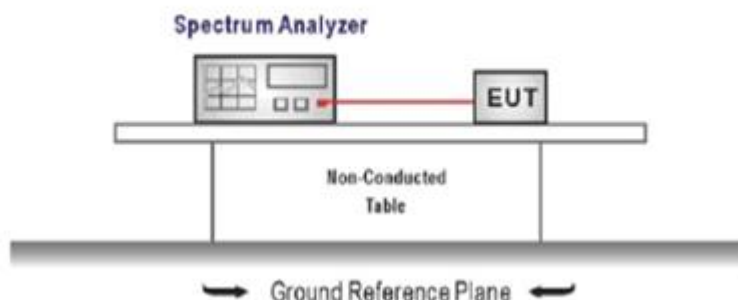 Spectrum Analyzer
EUT
Non-Conducted
Table
Ground Reference Plane